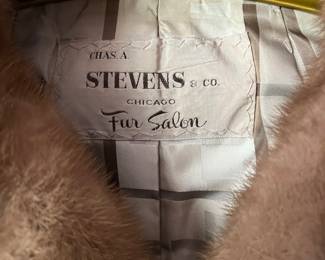 CHAS. A.
STEVENS & CO.
CHICAGO
Fur Salon